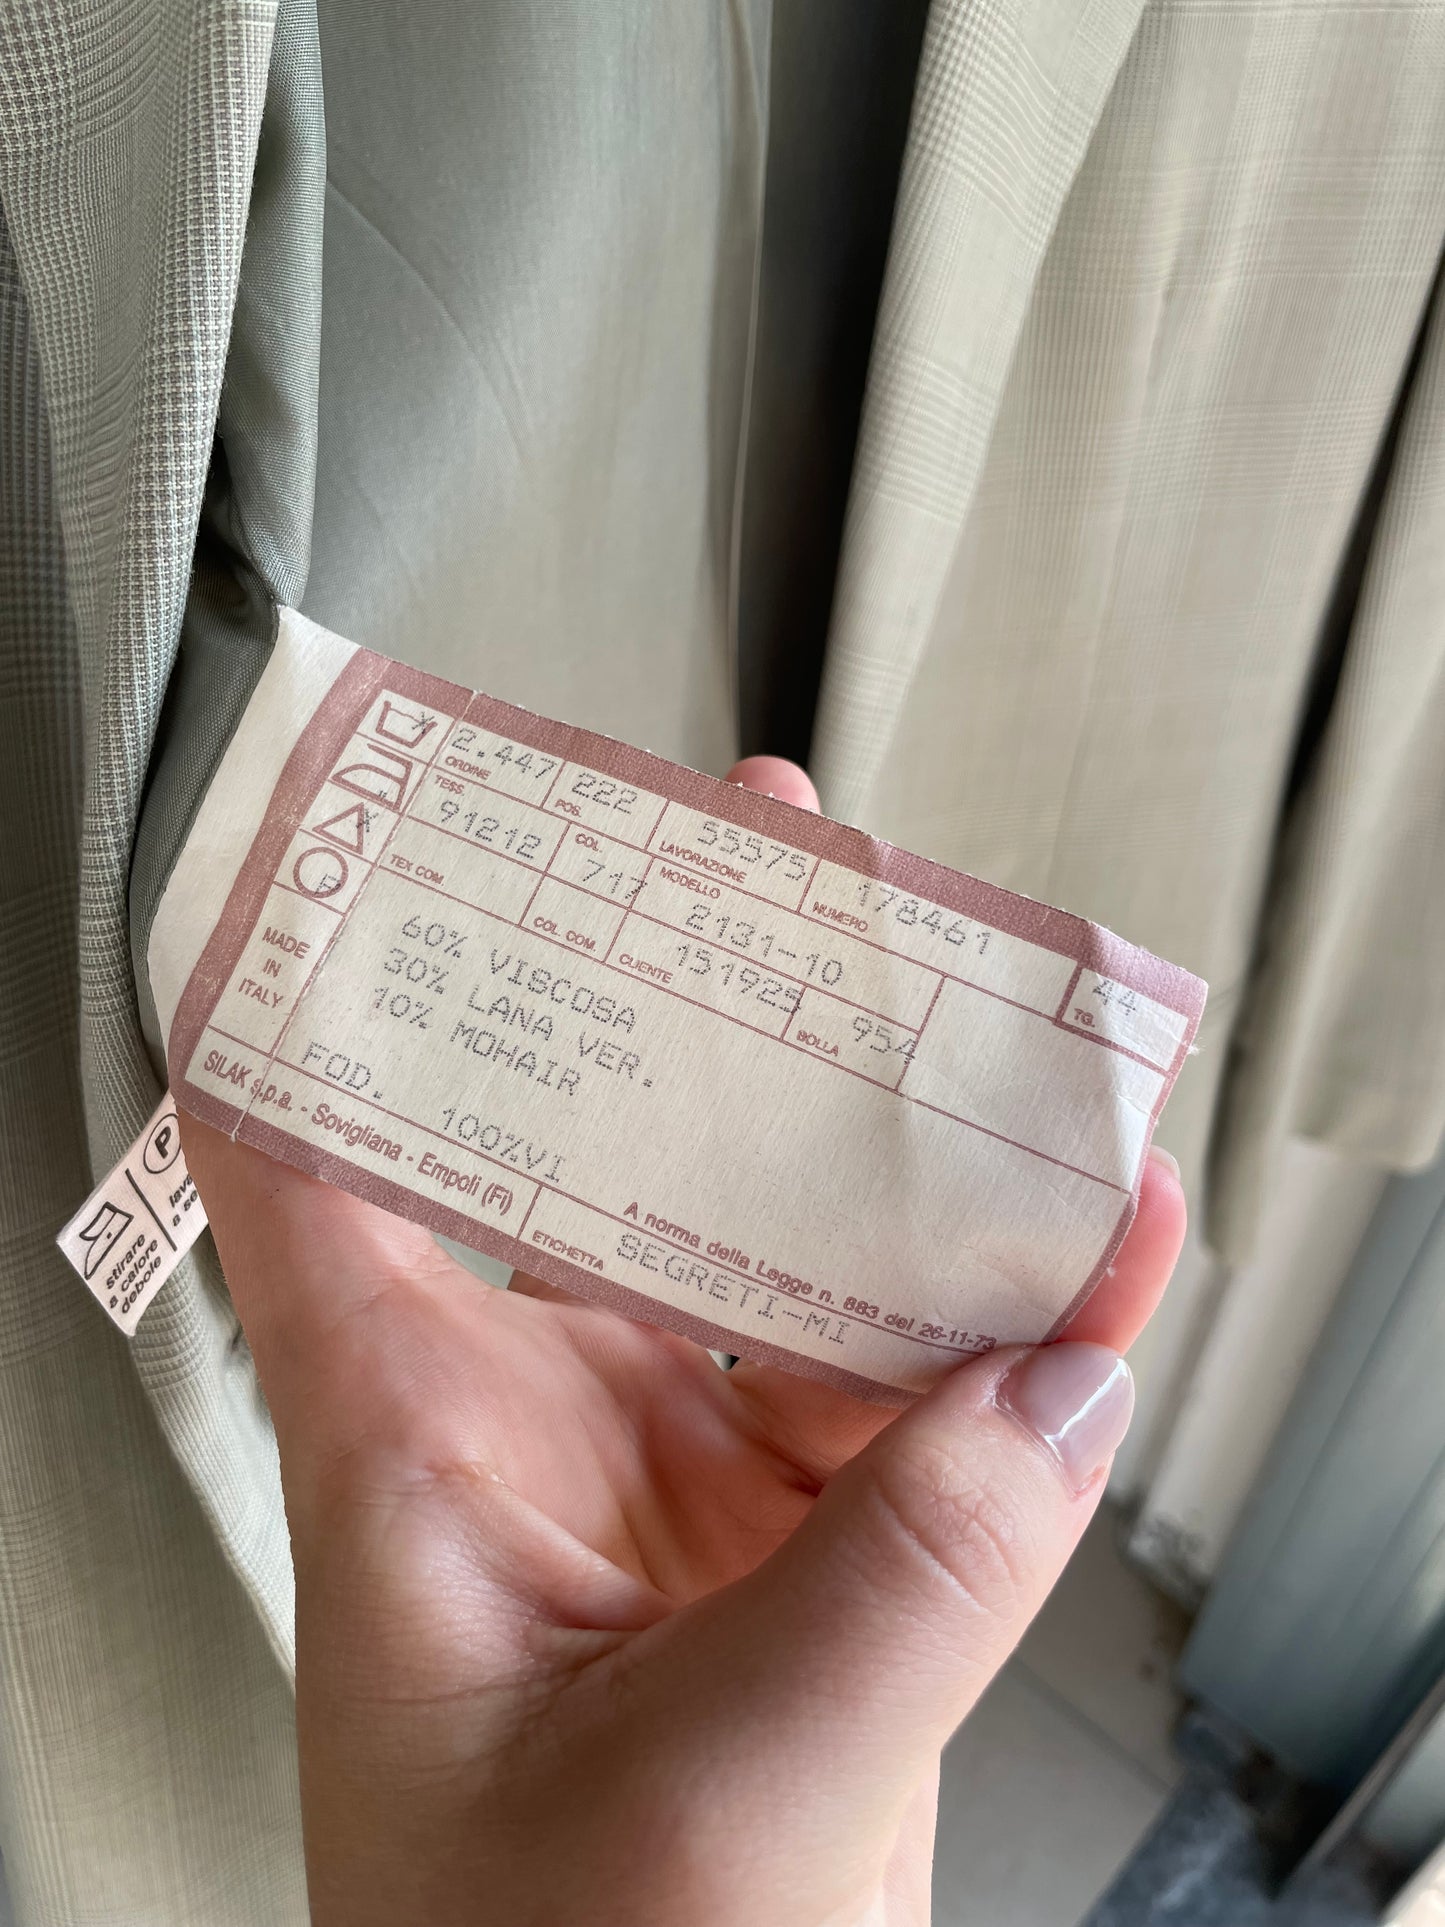 2.447 222 55575 178461
ORDINE POS. LAVORAZIONE NUMERO
TESS. 91212 COL. 717 MODELLO 2131-10 44
TG.
TEX COM. COL. COM. CLIENTE 151925 BOLLA 954
60% VISCOSA
30% LANA VER.
10% MOHAIR
FOD. 100%VI
MADE
IN
ITALY
P
A norma della Legge n. 883 del 26-11-73
SILAK s.p.a. - Sovigliana - Empoli (Fi)
ETICHETTA SEGRETI-MI
P
stirare
a calore
debole